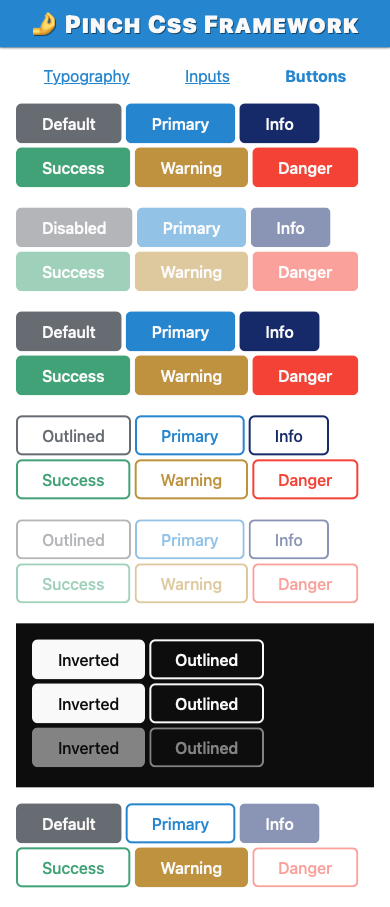 🤌 Pinch Css Framework
Typography Inputs Buttons
Default Primary Info
Success Warning Danger
Disabled Primary Info
Success Warning Danger
Default Primary Info
Success Warning Danger
Outlined Primary Info
Success Warning Danger
Outlined Primary Info
Success Warning Danger
Inverted Outlined
Inverted Outlined
Inverted Outlined
Default Primary Info
Success Warning Danger